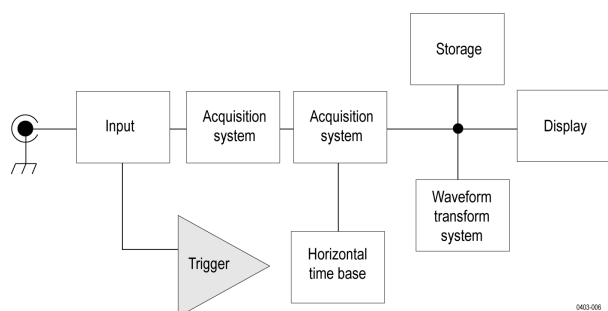 Storage
Input
Acquisition
system
Acquisition
system
Display
Waveform
transform
system
Trigger
Horizontal
time base
0403-006